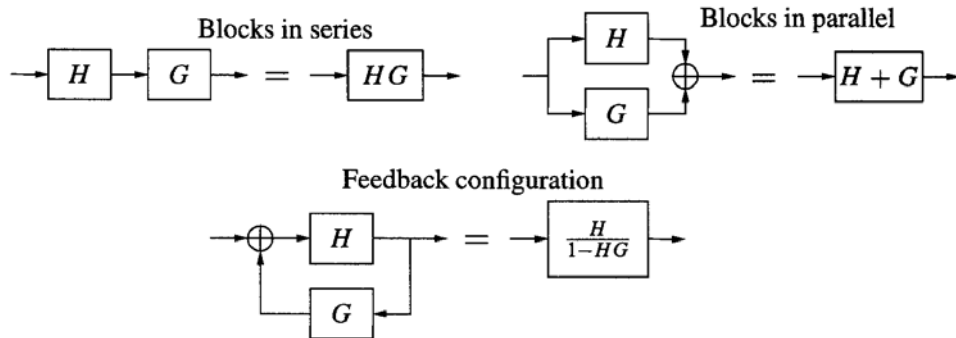 Blocks in series
H G = HG
Blocks in parallel
H
G
= H + G
Feedback configuration
H
G
= H
1−HG